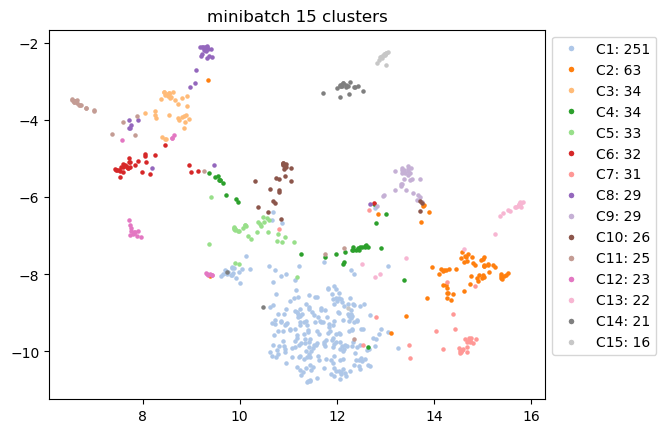 minibatch 15 clusters
−2
−4
−6
−8
−10
8
10
12
14
16
C1: 251
C2: 63
C3: 34
C4: 34
C5: 33
C6: 32
C7: 31
C8: 29
C9: 29
C10: 26
C11: 25
C12: 23
C13: 22
C14: 21
C15: 16